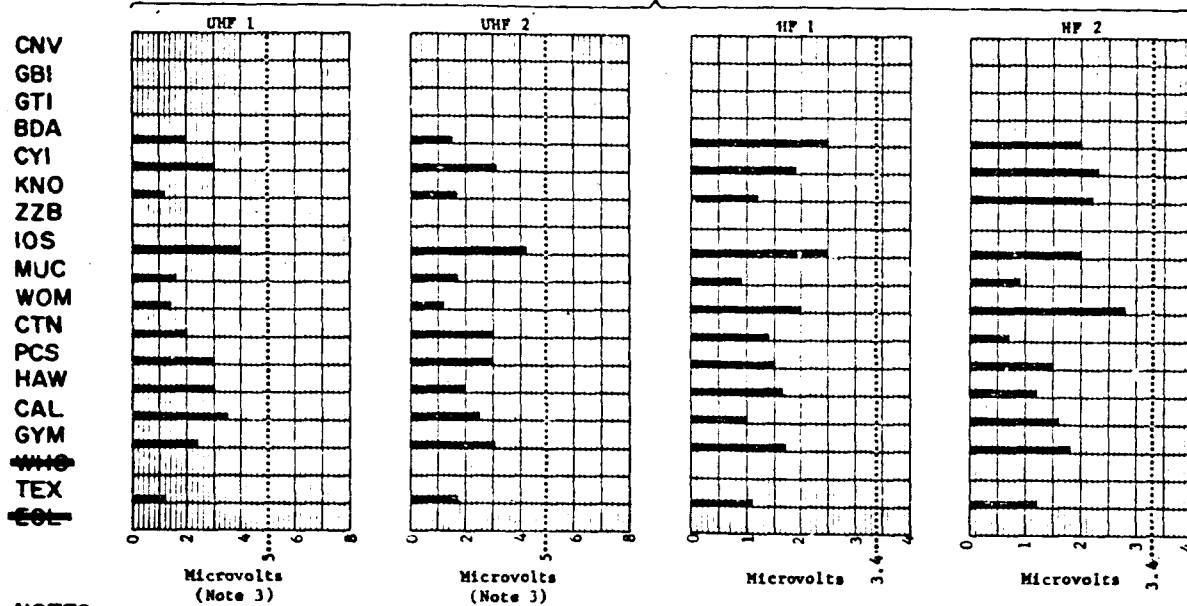 UHF 1 UHF 2 HF 1 HF 2
CNV
GBI
GTI
BDA
CYI
KNO
ZZB
IOS
MUC
WOM
CTN
PCS
HAW
CAL
GYM
WHS
TEX
EGL
0 2 4 5 6 8 0 2 4 5 6 8 0 1 2 3 3.4 4 0 1 2 3 3.4 4
Microvolts Microvolts Microvolts Microvolts
(Note 3) (Note 3)
NOTES